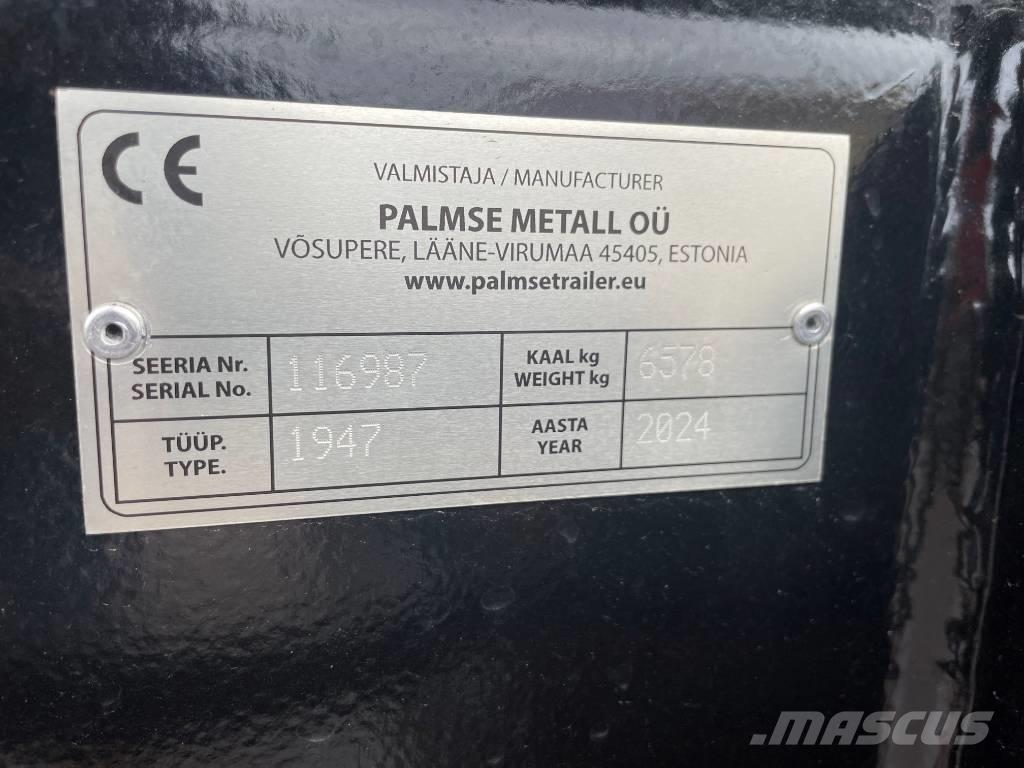 CE
VALMISTAJA / MANUFACTURER
PALMSE METALL OÜ
VÕSUPERE, LÄÄNE-VIRUMAA 45405, ESTONIA
www.palmsetrailer.eu
SEERIA Nr.
SERIAL No.
116987
KAAL kg
WEIGHT kg
6578
TÜÜP.
TYPE.
1947
AASTA
YEAR
2024
MASCUS